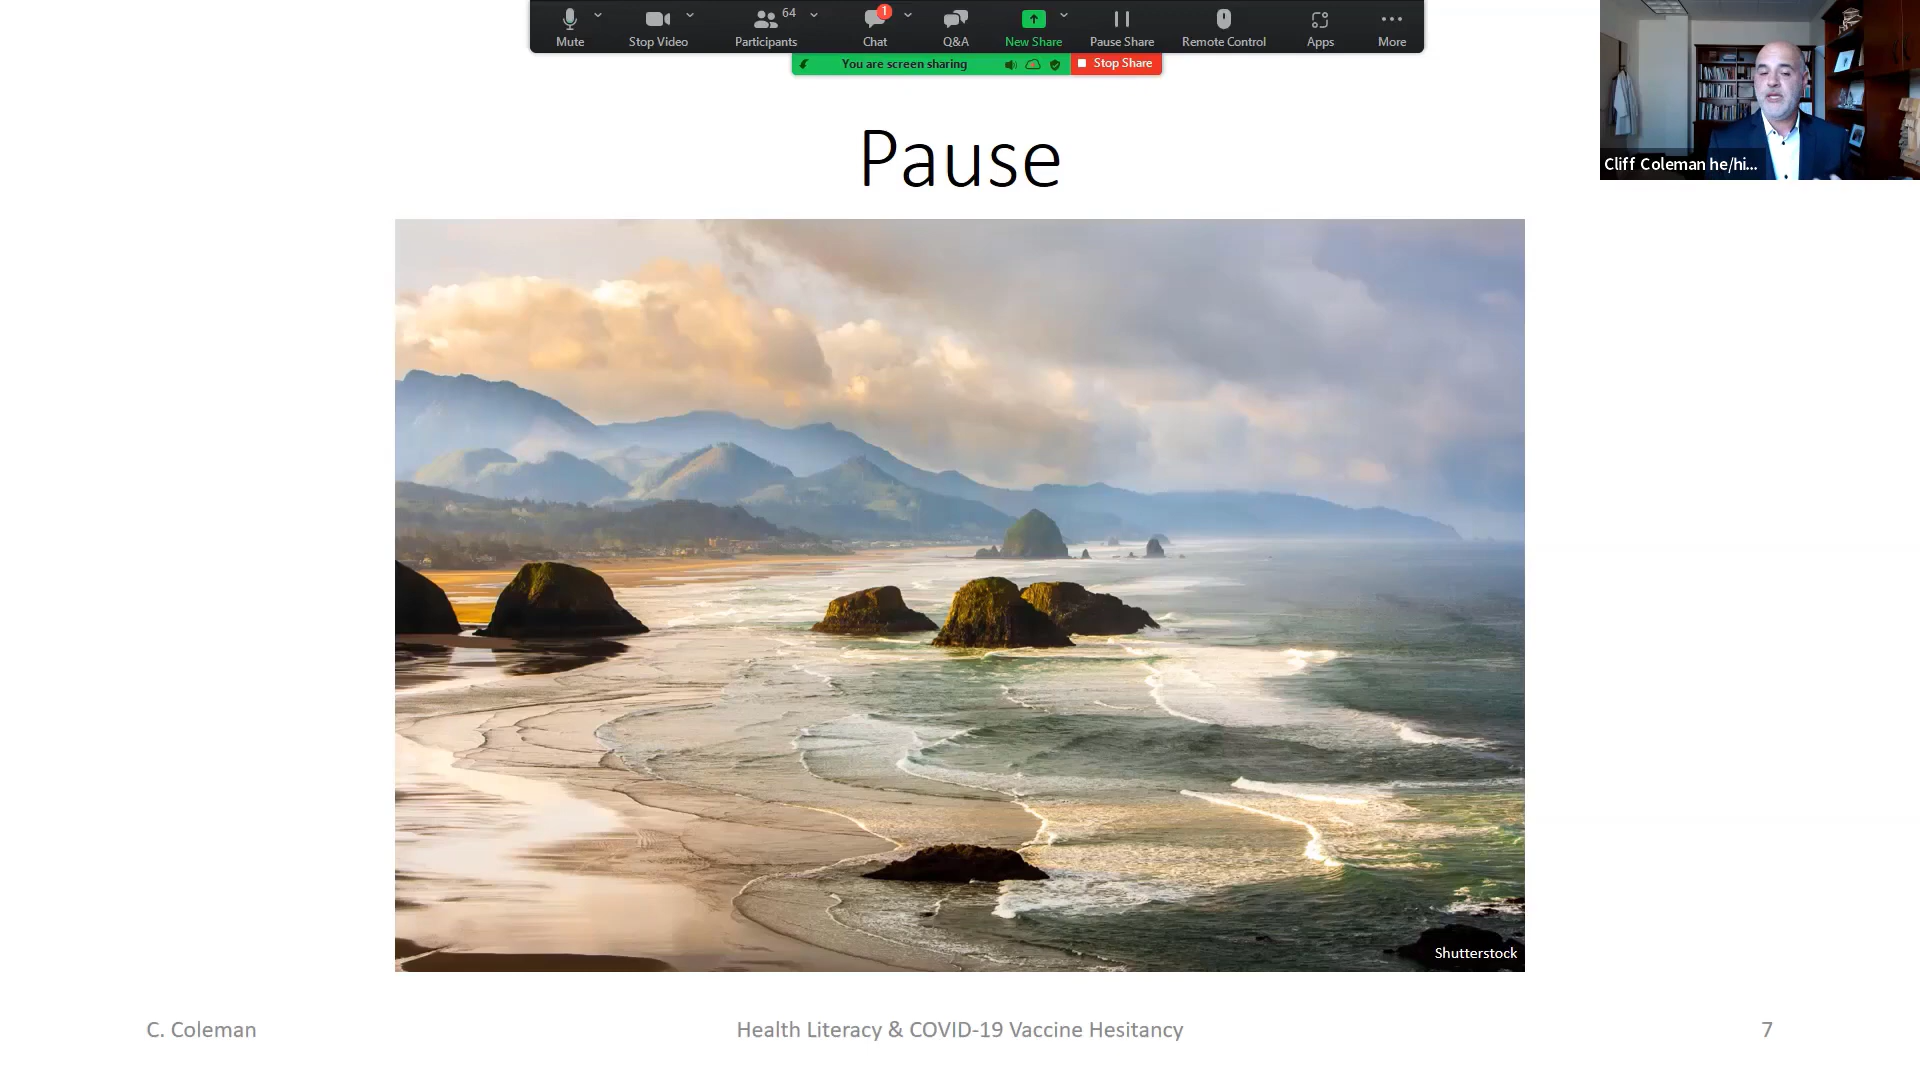 64
1
Mute
Stop Video
Participants
Chat
Q&A
New Share
Pause Share
Remote Control
Apps
More
You are screen sharing
Stop Share
Cliff Coleman he/hi...
Pause
Shutterstock
C. Coleman
Health Literacy & COVID-19 Vaccine Hesitancy
7